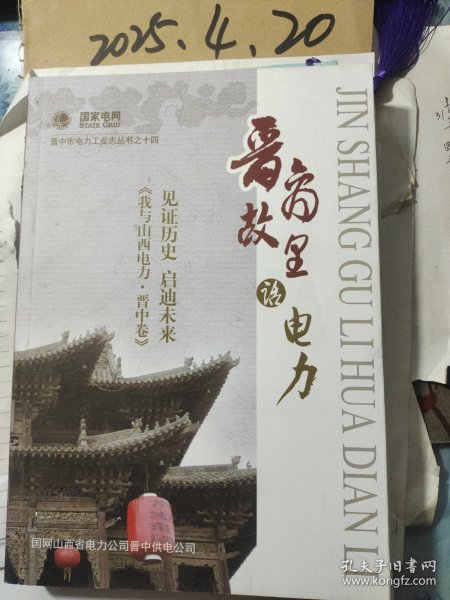 2025.4.20
国家电网
STATE GRID
晋中市电力工业志丛书之十四
晋商故里话电力
JIN SHANG GU LI HUA DIAN L
见证历史 启迪未来
《我与山西电力·晋中卷》
国网山西省电力公司晋中供电公司
孔夫子旧书网
www.kongfz.com